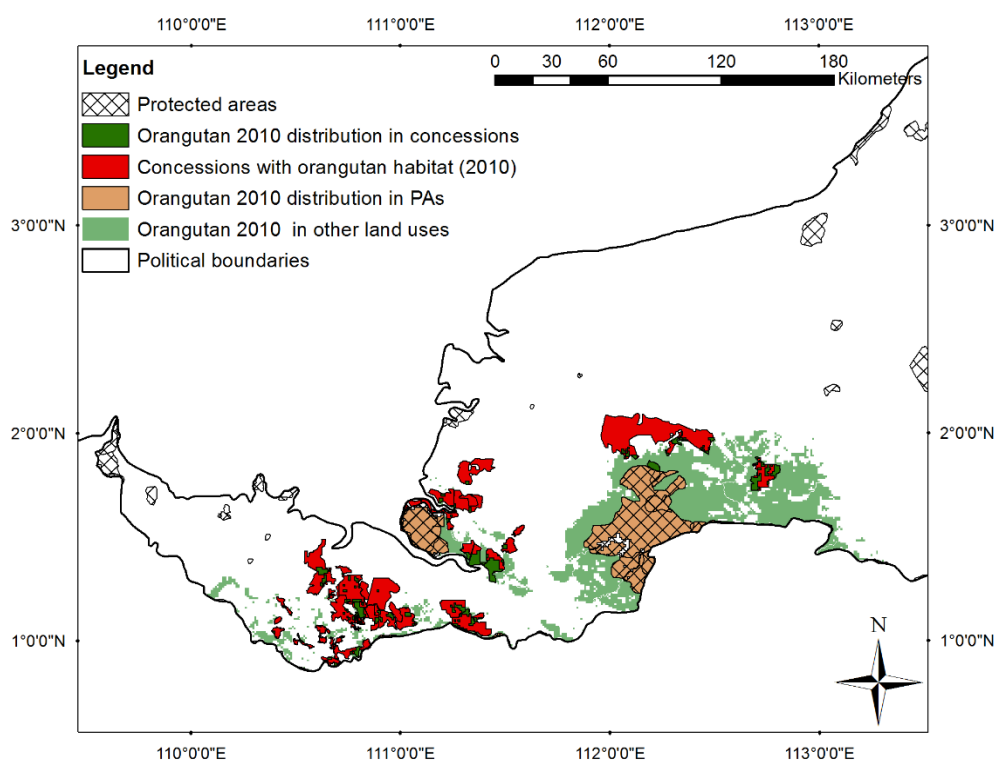 110°0'0"E 111°0'0"E 112°0'0"E 113°0'0"E
Legend
Protected areas
Orangutan 2010 distribution in concessions
Concessions with orangutan habitat (2010)
Orangutan 2010 distribution in PAs
Orangutan 2010  in other land uses
Political boundaries
0 30 60 120 180
Kilometers
3°0'0"N 3°0'0"N
2°0'0"N 2°0'0"N
1°0'0"N 1°0'0"N
N
110°0'0"E 111°0'0"E 112°0'0"E 113°0'0"E